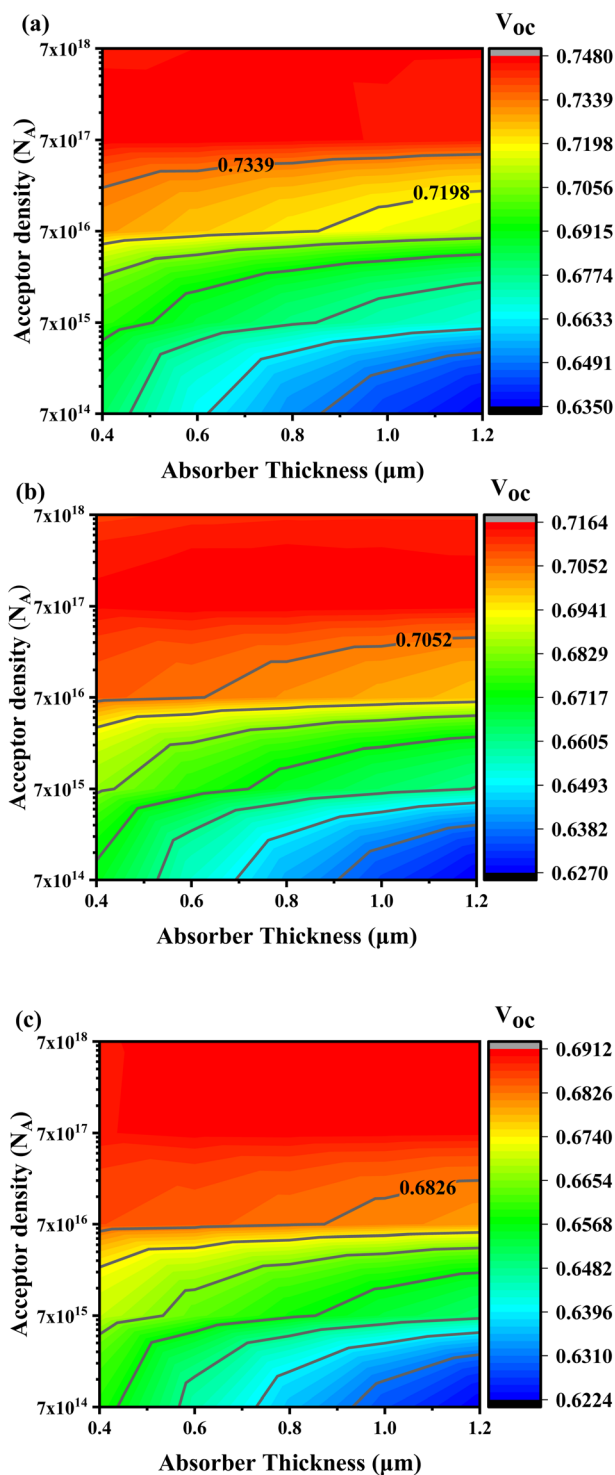 (a)
V_OC
7x10^18
7x10^17
7x10^16
7x10^15
7x10^14
Acceptor density (N_A)
0.7339
0.7198
0.4 0.6 0.8 1.0 1.2
Absorber Thickness (μm)
0.7480
0.7339
0.7198
0.7056
0.6915
0.6774
0.6633
0.6491
0.6350
(b)
V_OC
7x10^18
7x10^17
7x10^16
7x10^15
7x10^14
Acceptor density (N_A)
0.7052
0.4 0.6 0.8 1.0 1.2
Absorber Thickness (μm)
0.7164
0.7052
0.6941
0.6829
0.6717
0.6605
0.6493
0.6382
0.6270
(c)
V_OC
7x10^18
7x10^17
7x10^16
7x10^15
7x10^14
Acceptor density (N_A)
0.6826
0.4 0.6 0.8 1.0 1.2
Absorber Thickness (μm)
0.6912
0.6826
0.6740
0.6654
0.6568
0.6482
0.6396
0.6310
0.6224